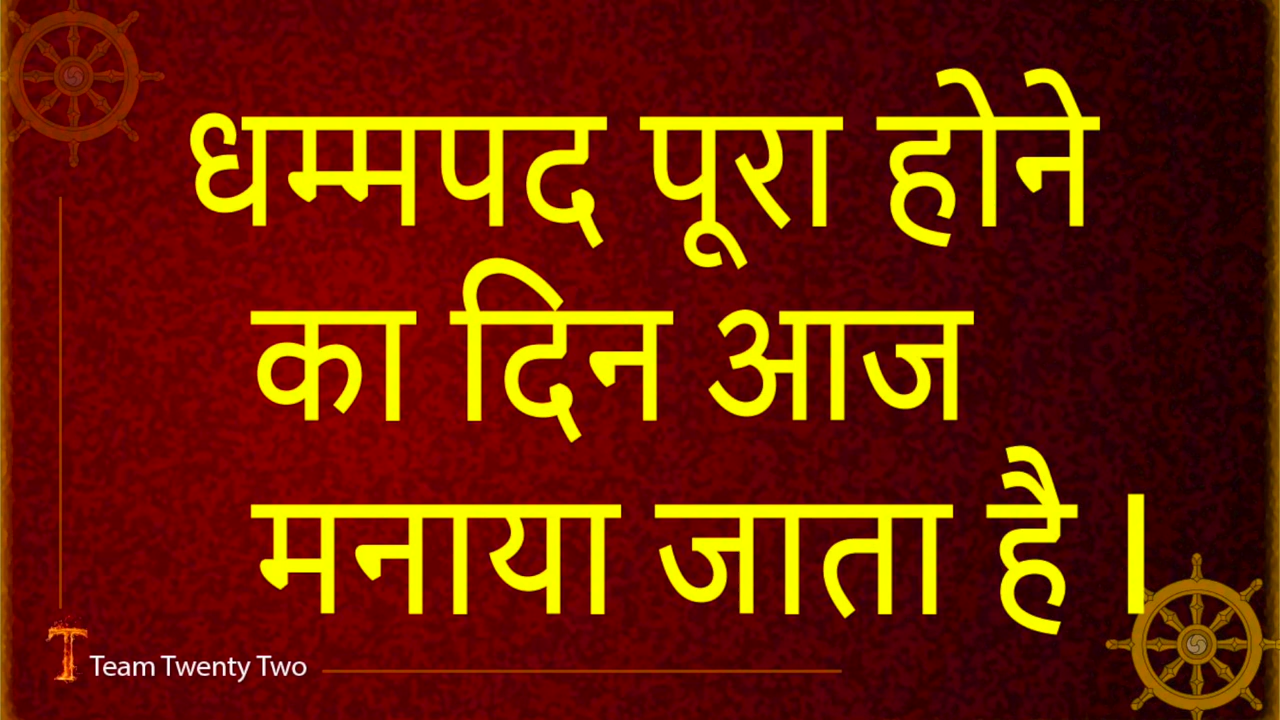 धम्मपद पूरा होने
का दिन आज
मनाया जाता है ।
T Team Twenty Two